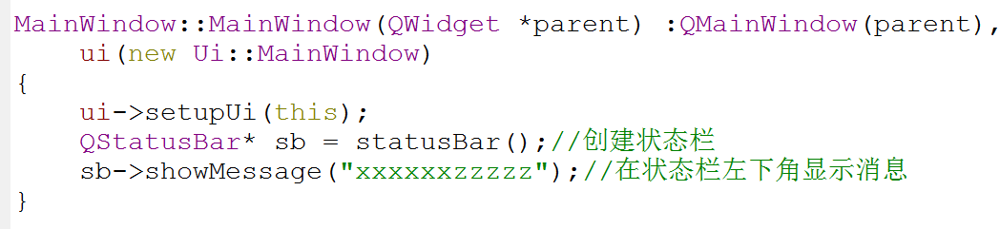 MainWindow::MainWindow(QWidget *parent) :QMainWindow(parent),
    ui(new Ui::MainWindow)
{
    ui->setupUi(this);
    QStatusBar* sb = statusBar();//创建状态栏
    sb->showMessage("xxxxxxzzzzz");//在状态栏左下角显示消息
}